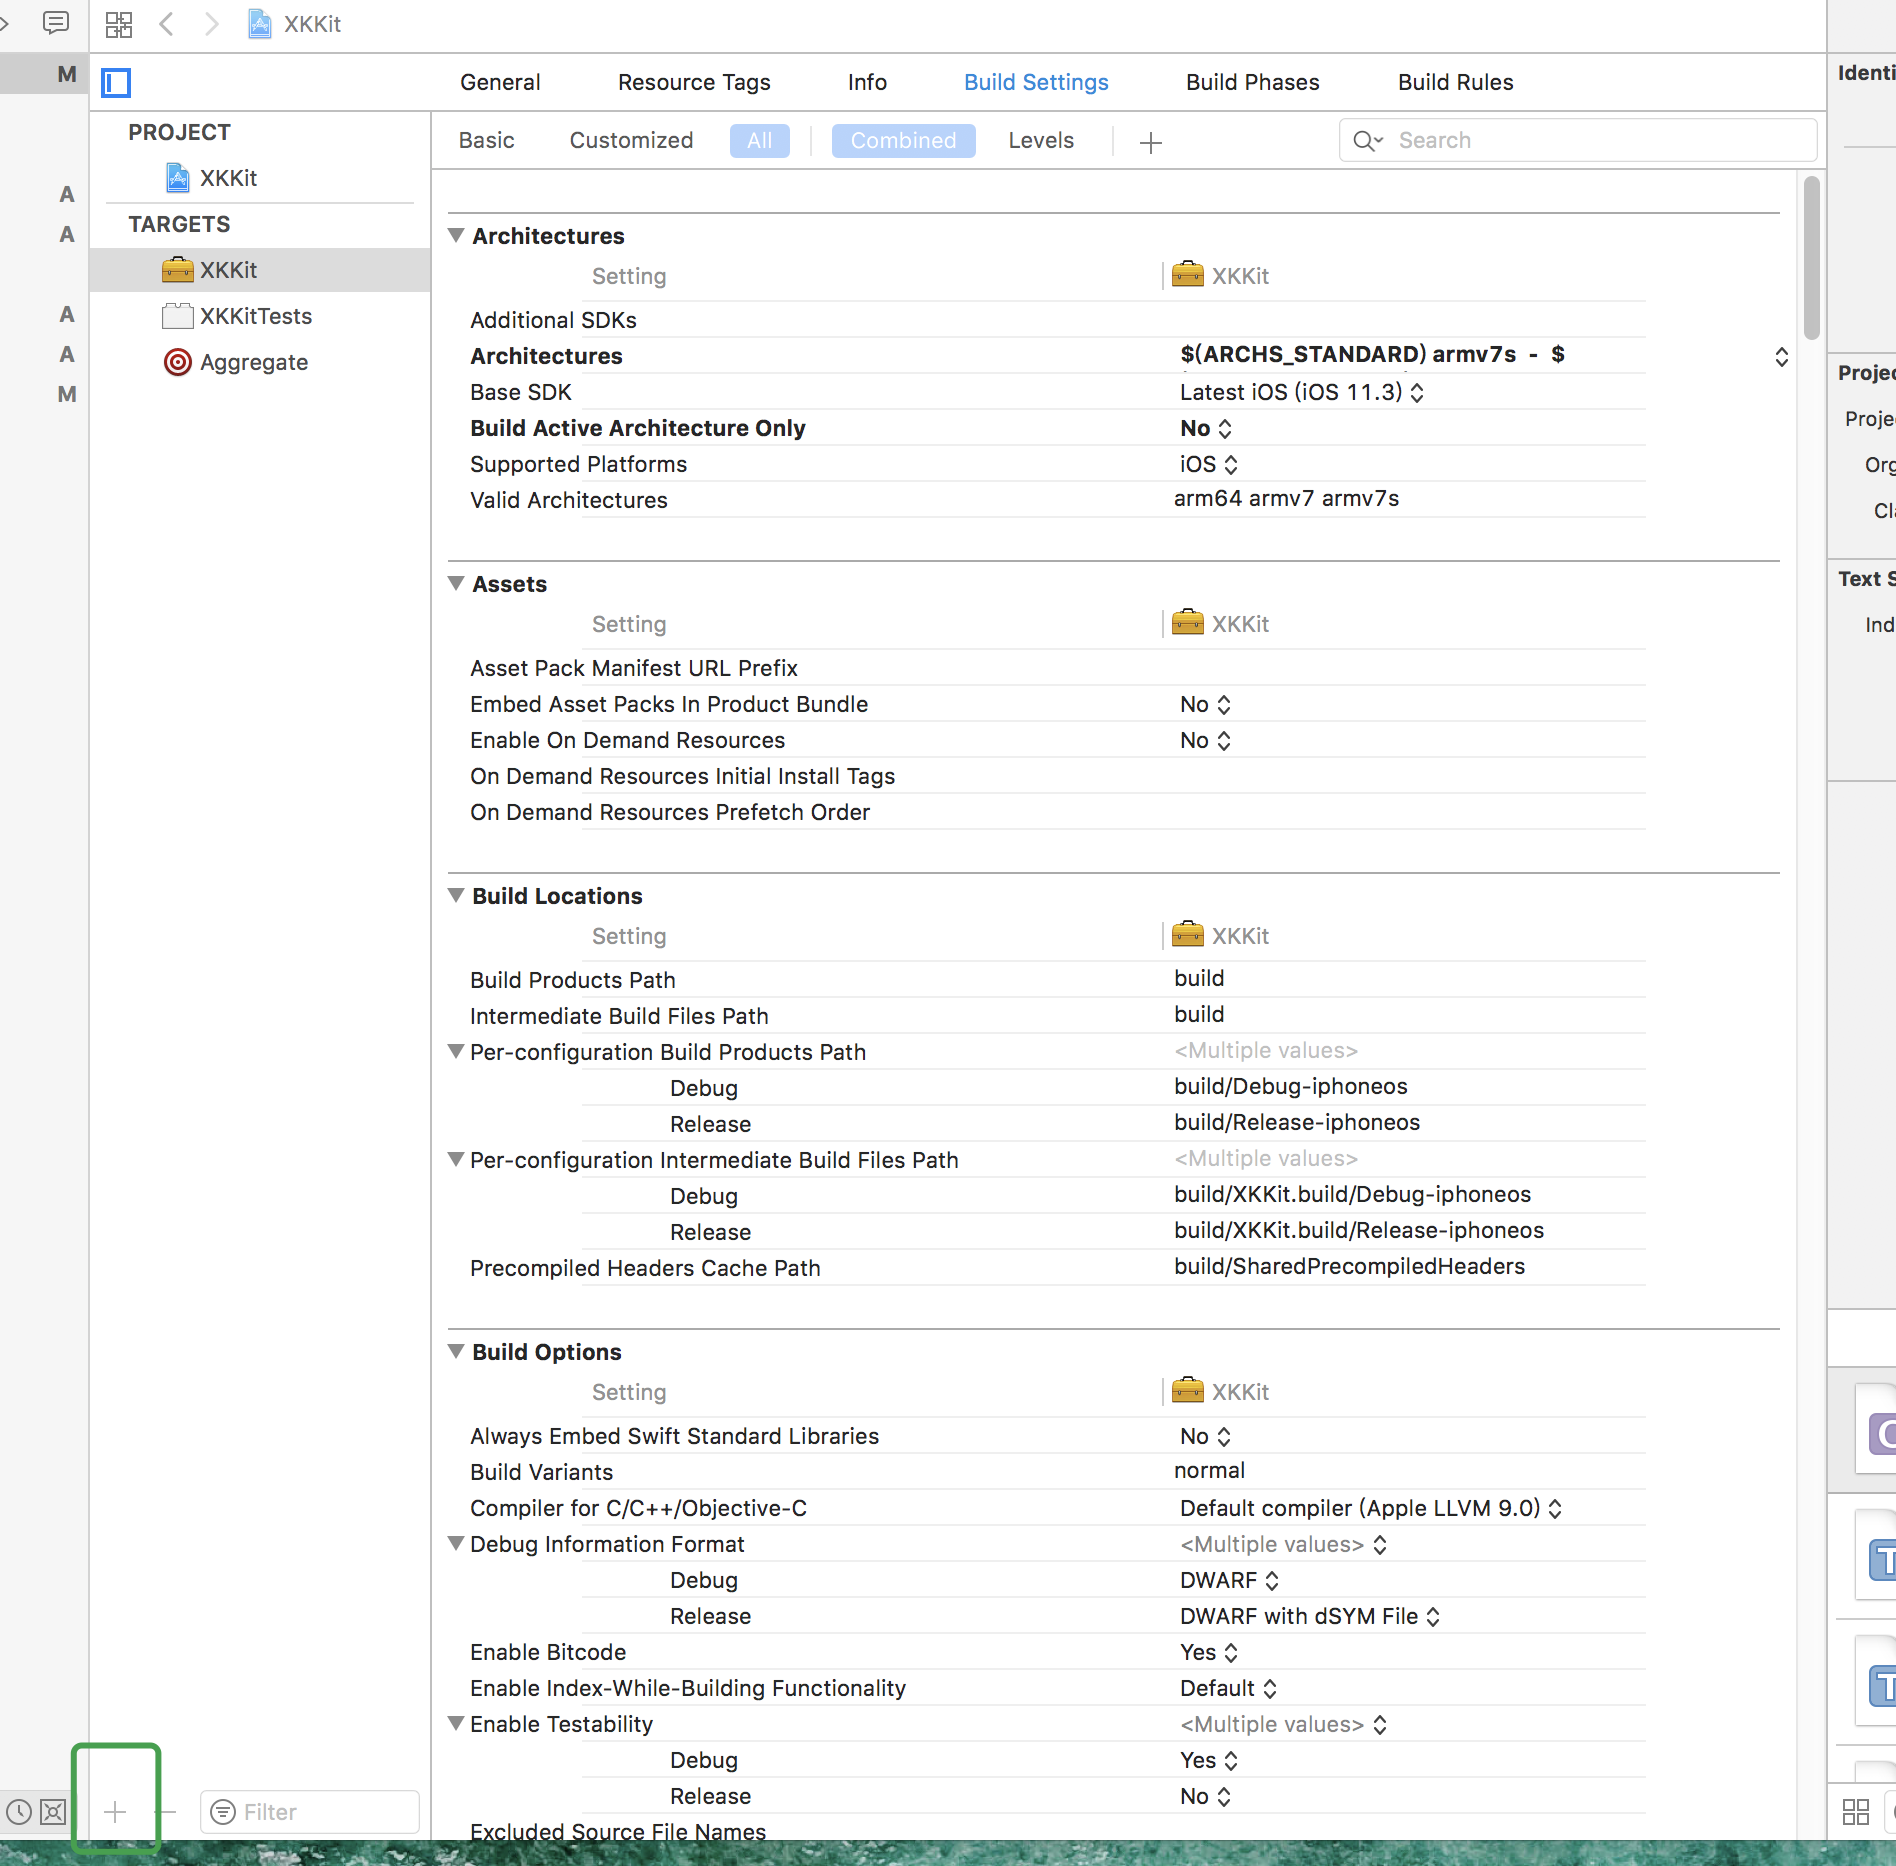 XKKit
M
General Resource Tags Info Build Settings Build Phases Build Rules
Identi
PROJECT
Basic Customized All Combined Levels Search
XKKit
A
TARGETS
A
Architectures
XKKit
Setting XKKit
XKKitTests
A
Additional SDKs
Aggregate
A
Architectures $(ARCHS_STANDARD) armv7s - $
Projec
M
Base SDK Latest iOS (iOS 11.3)
Projec
Build Active Architecture Only No
Supported Platforms iOS
Org
Valid Architectures arm64 armv7 armv7s
Cla
Assets
Text S
Setting XKKit
Ind
Asset Pack Manifest URL Prefix
Embed Asset Packs In Product Bundle No
Enable On Demand Resources No
On Demand Resources Initial Install Tags
On Demand Resources Prefetch Order
Build Locations
Setting XKKit
Build Products Path build
Intermediate Build Files Path build
Per-configuration Build Products Path <Multiple values>
Debug build/Debug-iphoneos
Release build/Release-iphoneos
Per-configuration Intermediate Build Files Path <Multiple values>
Debug build/XKKit.build/Debug-iphoneos
Release build/XKKit.build/Release-iphoneos
Precompiled Headers Cache Path build/SharedPrecompiledHeaders
Build Options
Setting XKKit
Always Embed Swift Standard Libraries No
Build Variants normal
Compiler for C/C++/Objective-C Default compiler (Apple LLVM 9.0)
Debug Information Format <Multiple values>
Debug DWARF
Release DWARF with dSYM File
Enable Bitcode Yes
Enable Index-While-Building Functionality Default
Enable Testability <Multiple values>
Debug Yes
Release No
Filter
Excluded Source File Names